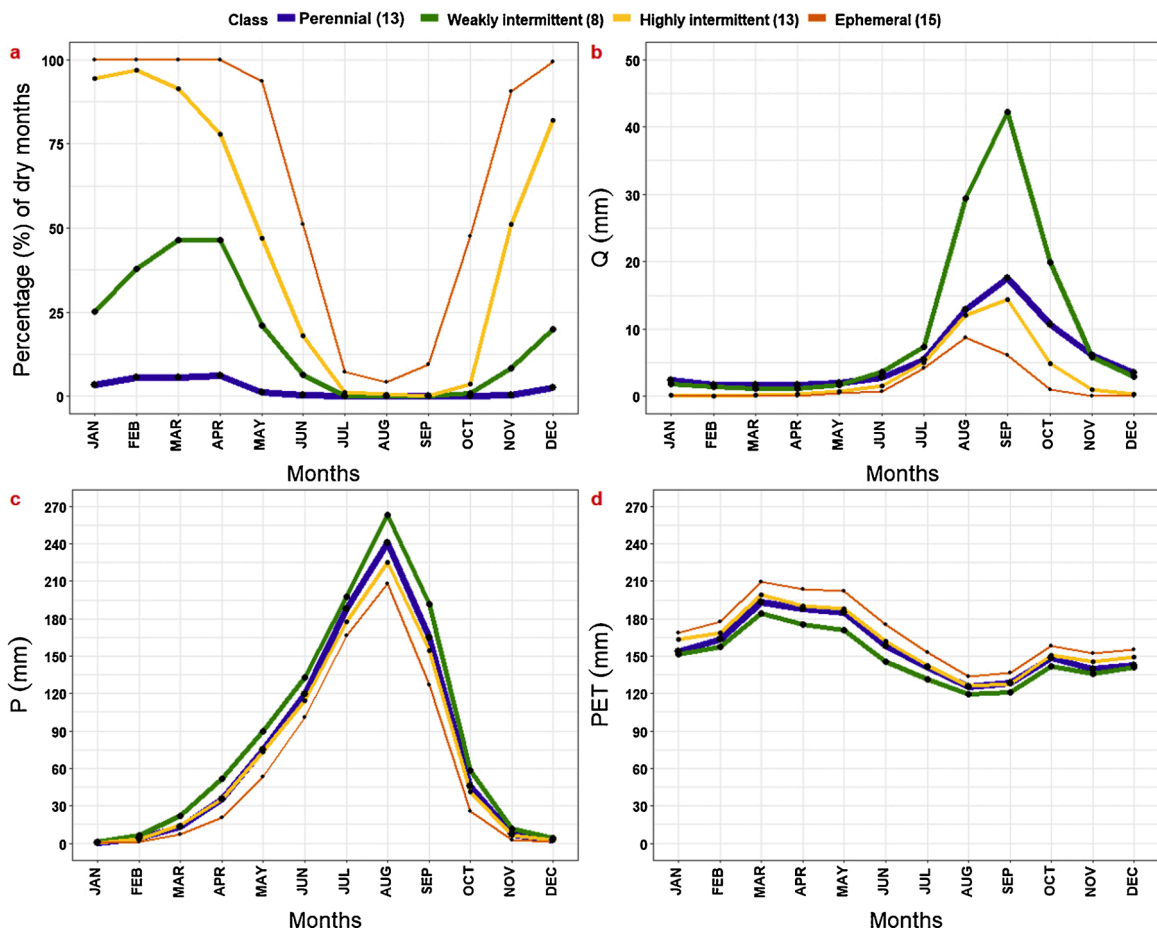 Class Perennial (13) Weakly intermittent (8) Highly intermittent (13) Ephemeral (15)
a
Percentage (%) of dry months
100
75
50
25
0
JAN FEB MAR APR MAY JUN JUL AUG SEP OCT NOV DEC
Months
b
Q (mm)
50
40
30
20
10
0
JAN FEB MAR APR MAY JUN JUL AUG SEP OCT NOV DEC
Months
c
P (mm)
270
240
210
180
150
120
90
60
30
0
JAN FEB MAR APR MAY JUN JUL AUG SEP OCT NOV DEC
Months
d
PET (mm)
270
240
210
180
150
120
90
60
30
0
JAN FEB MAR APR MAY JUN JUL AUG SEP OCT NOV DEC
Months